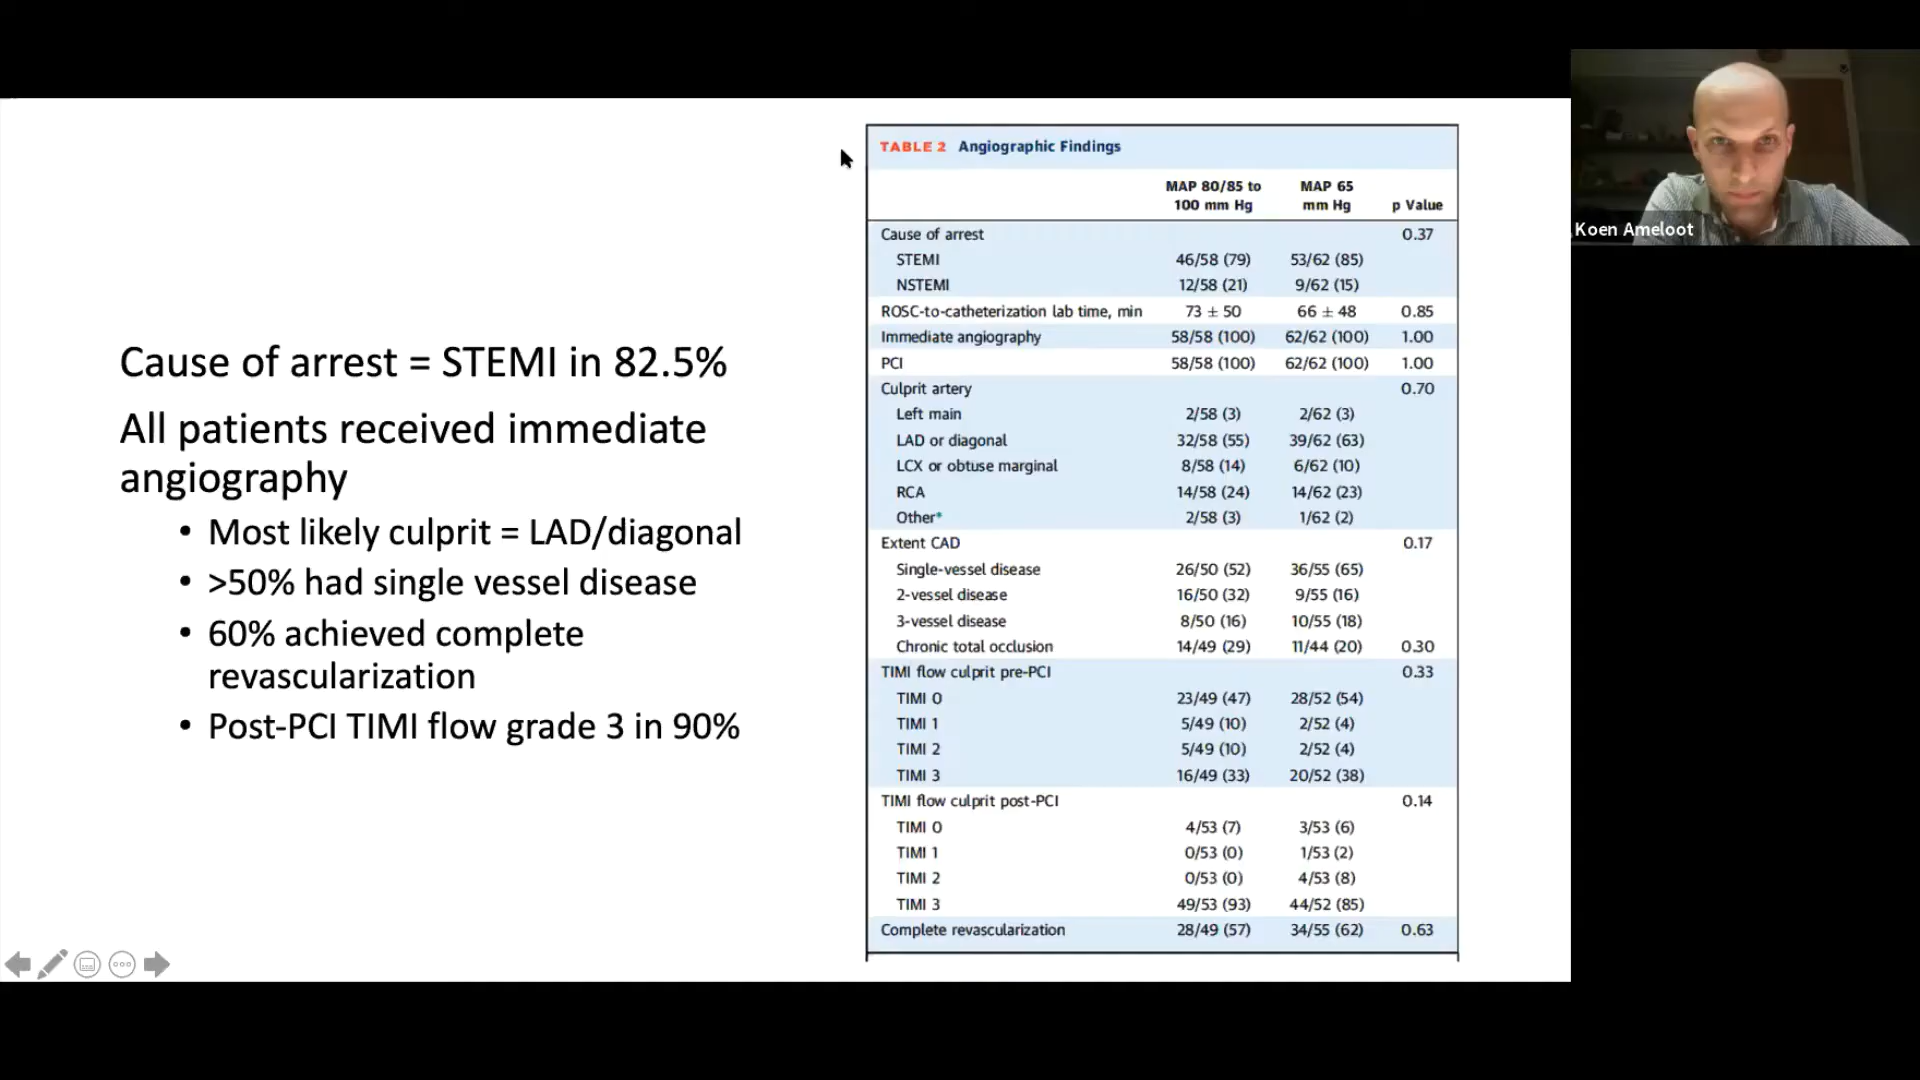 Cause of arrest = STEMI in 82.5%
All patients received immediate
angiography
• Most likely culprit = LAD/diagonal
• >50% had single vessel disease
• 60% achieved complete
revascularization
• Post-PCI TIMI flow grade 3 in 90%
TABLE 2 Angiographic Findings
MAP 80/85 to MAP 65
100 mm Hg mm Hg p Value
Cause of arrest 0.37
STEMI 46/58 (79) 53/62 (85)
NSTEMI 12/58 (21) 9/62 (15)
ROSC-to-catheterization lab time, min 73 ± 50 66 ± 48 0.85
Immediate angiography 58/58 (100) 62/62 (100) 1.00
PCI 58/58 (100) 62/62 (100) 1.00
Culprit artery 0.70
Left main 2/58 (3) 2/62 (3)
LAD or diagonal 32/58 (55) 39/62 (63)
LCX or obtuse marginal 8/58 (14) 6/62 (10)
RCA 14/58 (24) 14/62 (23)
Other* 2/58 (3) 1/62 (2)
Extent CAD 0.17
Single-vessel disease 26/50 (52) 36/55 (65)
2-vessel disease 16/50 (32) 9/55 (16)
3-vessel disease 8/50 (16) 10/55 (18)
Chronic total occlusion 14/49 (29) 11/44 (20) 0.30
TIMI flow culprit pre-PCI 0.33
TIMI 0 23/49 (47) 28/52 (54)
TIMI 1 5/49 (10) 2/52 (4)
TIMI 2 5/49 (10) 2/52 (4)
TIMI 3 16/49 (33) 20/52 (38)
TIMI flow culprit post-PCI 0.14
TIMI 0 4/53 (7) 3/53 (6)
TIMI 1 0/53 (0) 1/53 (2)
TIMI 2 0/53 (0) 4/53 (8)
TIMI 3 49/53 (93) 44/52 (85)
Complete revascularization 28/49 (57) 34/55 (62) 0.63
Koen Ameloot